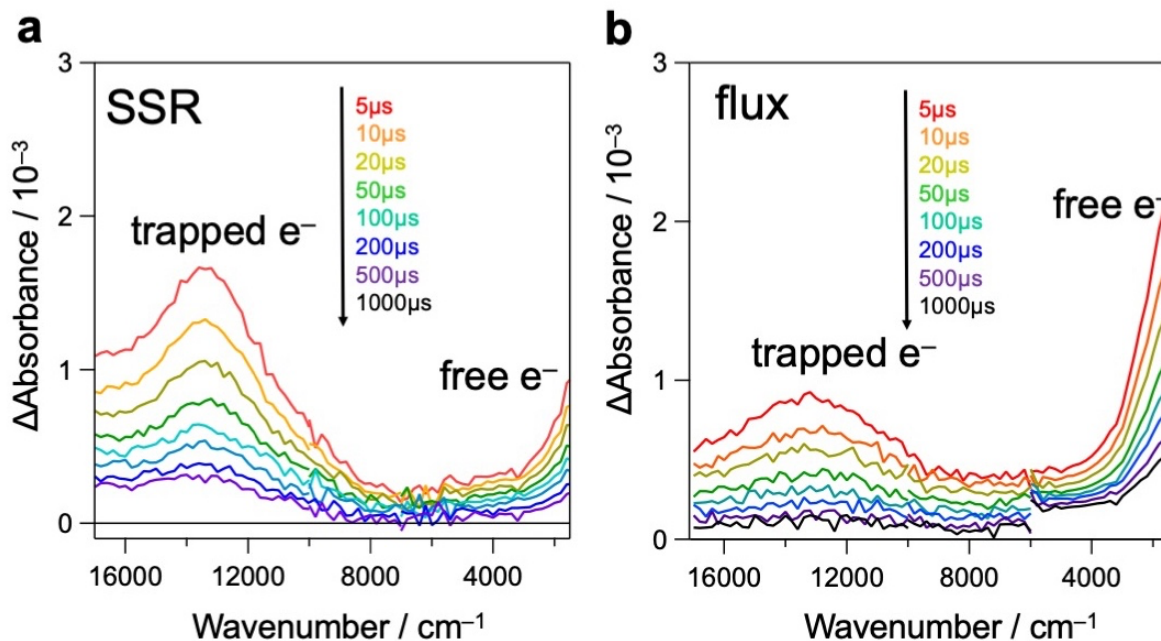 a
SSR
3
2
1
0
ΔAbsorbance / 10⁻³
5µs
10µs
20µs
50µs
100µs
200µs
500µs
1000µs
trapped e⁻
free e⁻
16000 12000 8000 4000
Wavenumber / cm⁻¹
b
flux
3
2
1
0
ΔAbsorbance / 10⁻³
5µs
10µs
20µs
50µs
100µs
200µs
500µs
1000µs
free e⁻
trapped e⁻
16000 12000 8000 4000
Wavenumber / cm⁻¹